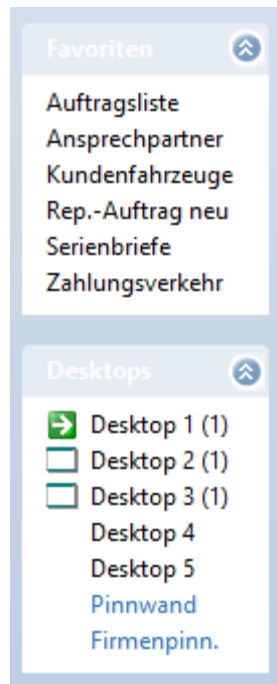 Favoriten
Auftragsliste
Ansprechpartner
Kundenfahrzeuge
Rep.-Auftrag neu
Serienbriefe
Zahlungsverkehr
Desktops
Desktop 1 (1)
Desktop 2 (1)
Desktop 3 (1)
Desktop 4
Desktop 5
Pinnwand
Firmenpinn.